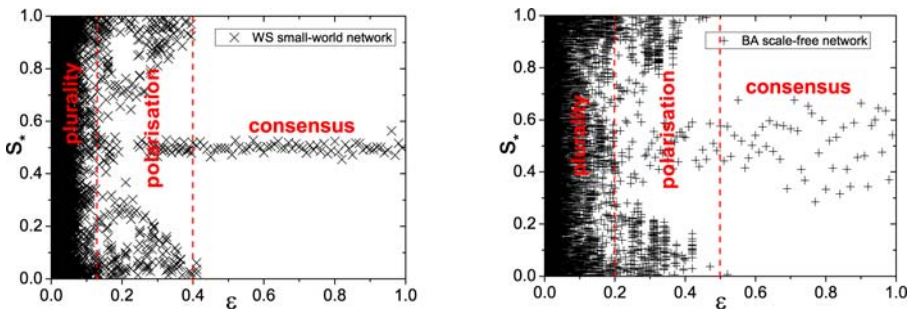 1.0
0.8
0.6
0.4
0.2
0.0
S*
plurality
polarisation
consensus
× WS small-world network
0.0 0.2 0.4 0.6 0.8 1.0
ε
1.0
0.8
0.6
0.4
0.2
0.0
S*
plurality
polarisation
consensus
+ BA scale-free network
0.0 0.2 0.4 0.6 0.8 1.0
ε